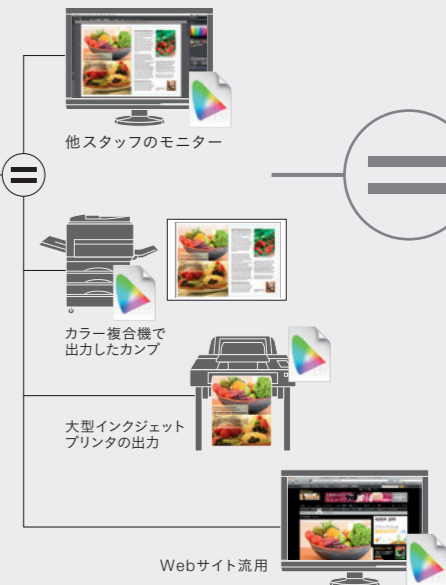 他スタッフのモニター
カラー複合機で
出力したカンプ
大型インクジェット
プリンタの出力
Webサイト流用